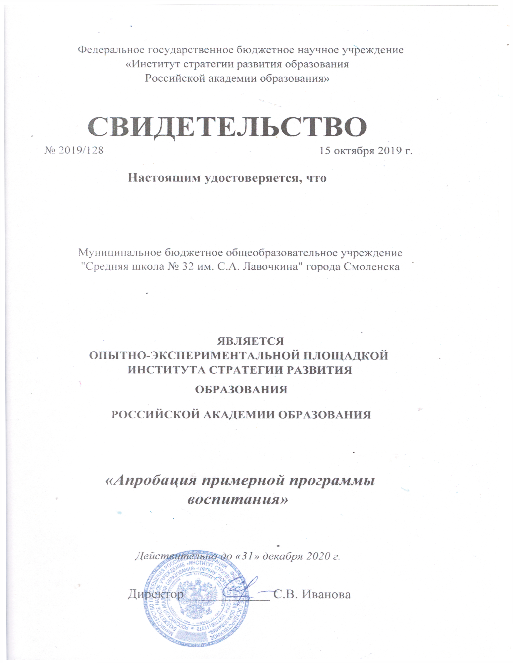 Федеральное государственное бюджетное научное учреждение
«Институт стратегии развития образования
Российской академии образования»
СВИДЕТЕЛЬСТВО
№ 2019/128 15 октября 2019 г.
Настоящим удостоверяется, что
Муниципальное бюджетное общеобразовательное учреждение
"Средняя школа № 32 им. С.А. Лавочкина" города Смоленска
ЯВЛЯЕТСЯ
ОПЫТНО-ЭКСПЕРИМЕНТАЛЬНОЙ ПЛОЩАДКОЙ
ИНСТИТУТА СТРАТЕГИИ РАЗВИТИЯ
ОБРАЗОВАНИЯ
РОССИЙСКОЙ АКАДЕМИИ ОБРАЗОВАНИЯ
«Апробация примерной программы
воспитания»
Действительно до «31» декабря 2020 г.
Директор С.В. Иванова